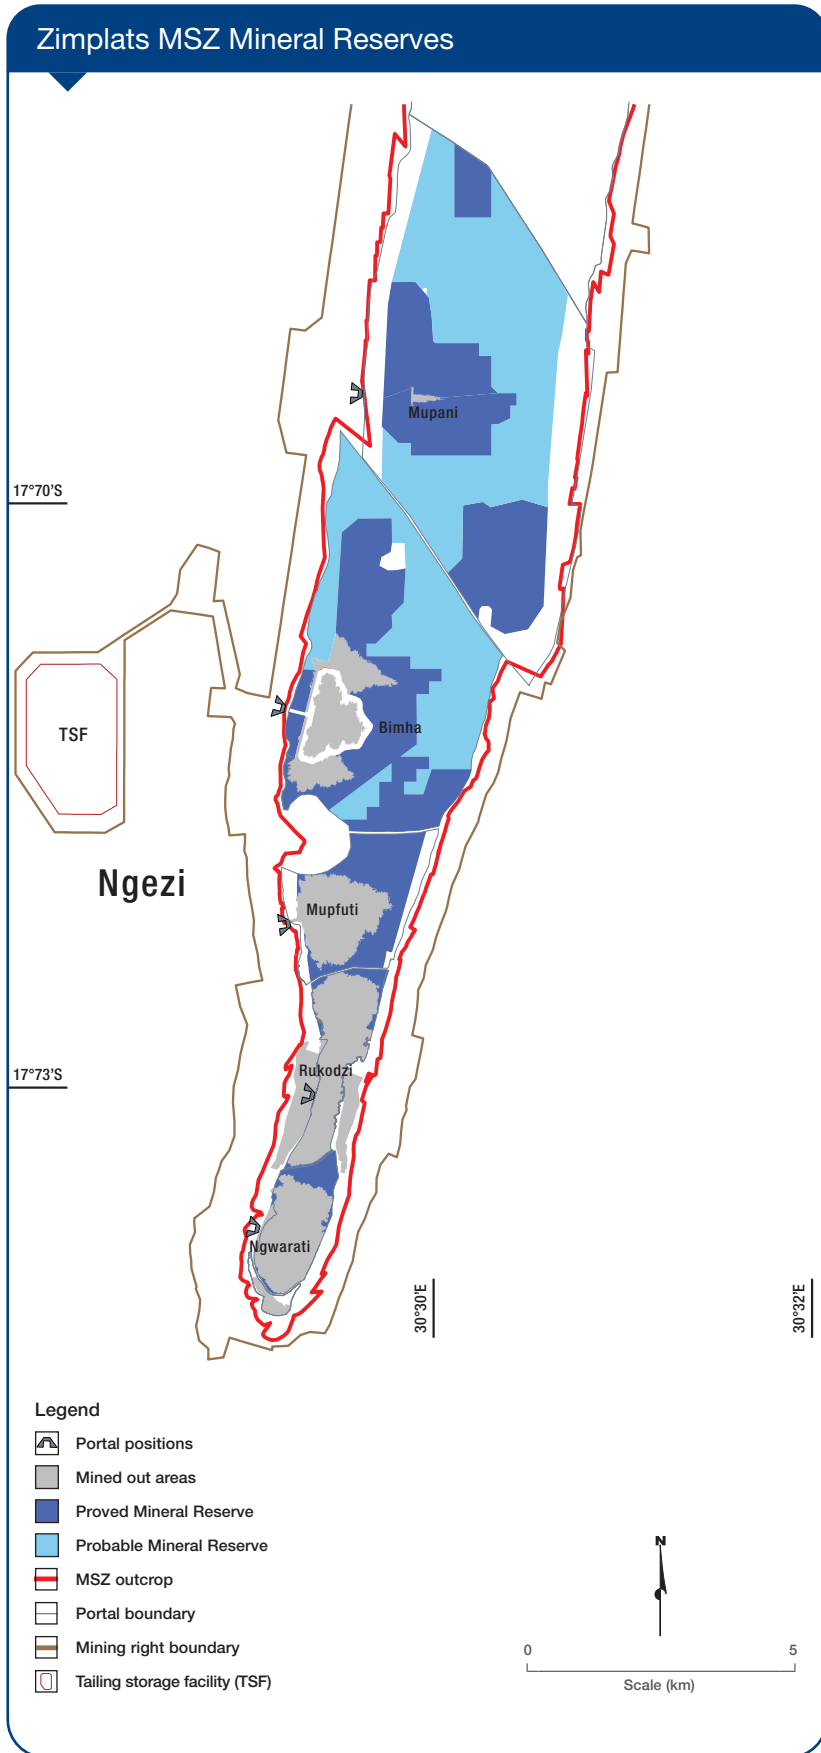 Zimplats MSZ Mineral Reserves
Mupani
17°70'S
Bimha
TSF
Ngezi
Mupfuti
17°73'S
Rukodzi
Ngwarati
30°30'E
30°32'E
Legend
Portal positions
Mined out areas
Proved Mineral Reserve
Probable Mineral Reserve
MSZ outcrop
Portal boundary
Mining right boundary
Tailing storage facility (TSF)
N
0 5
Scale (km)